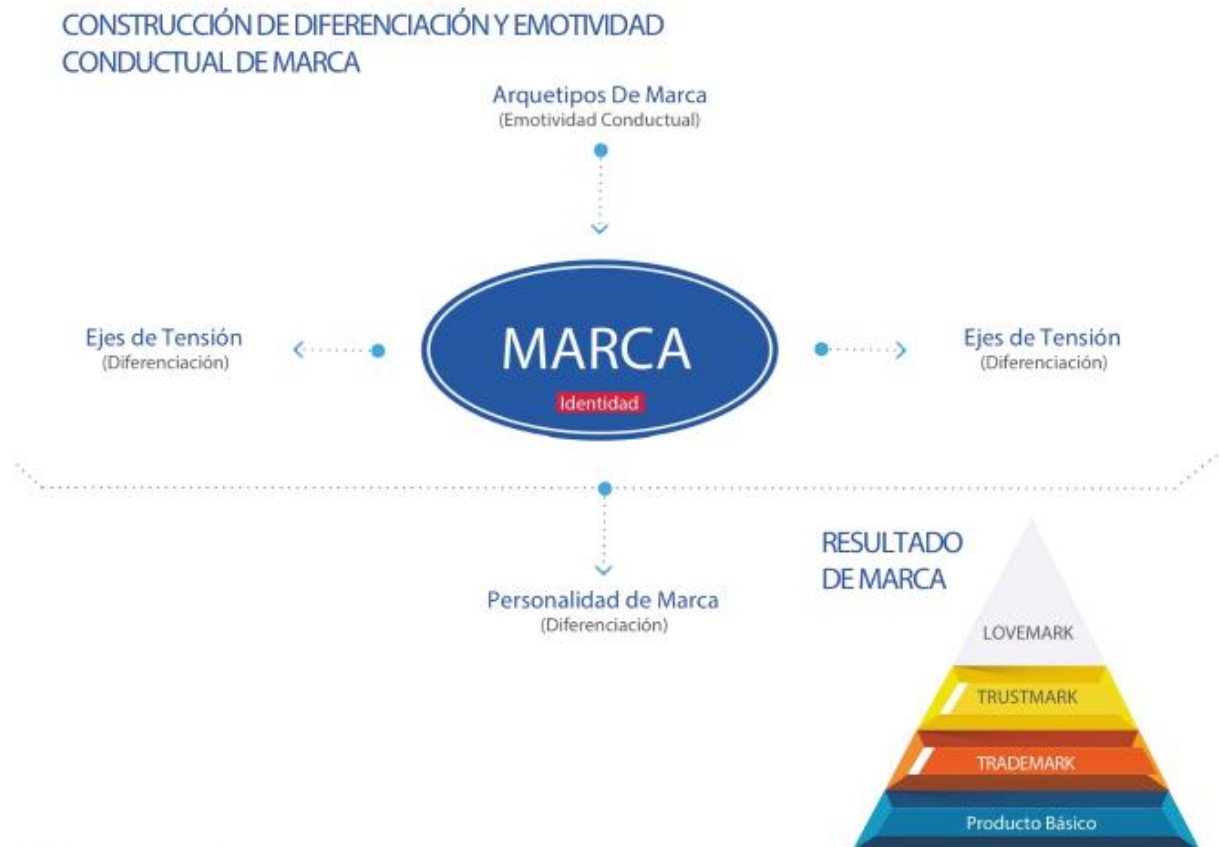 CONSTRUCCIÓN DE DIFERENCIACIÓN Y EMOTIVIDAD
CONDUCTUAL DE MARCA
Arquetipos De Marca
(Emotividad Conductual)
Ejes de Tensión
(Diferenciación)
MARCA
Identidad
Ejes de Tensión
(Diferenciación)
Personalidad de Marca
(Diferenciación)
RESULTADO
DE MARCA
LOVEMARK
TRUSTMARK
TRADEMARK
Producto Básico